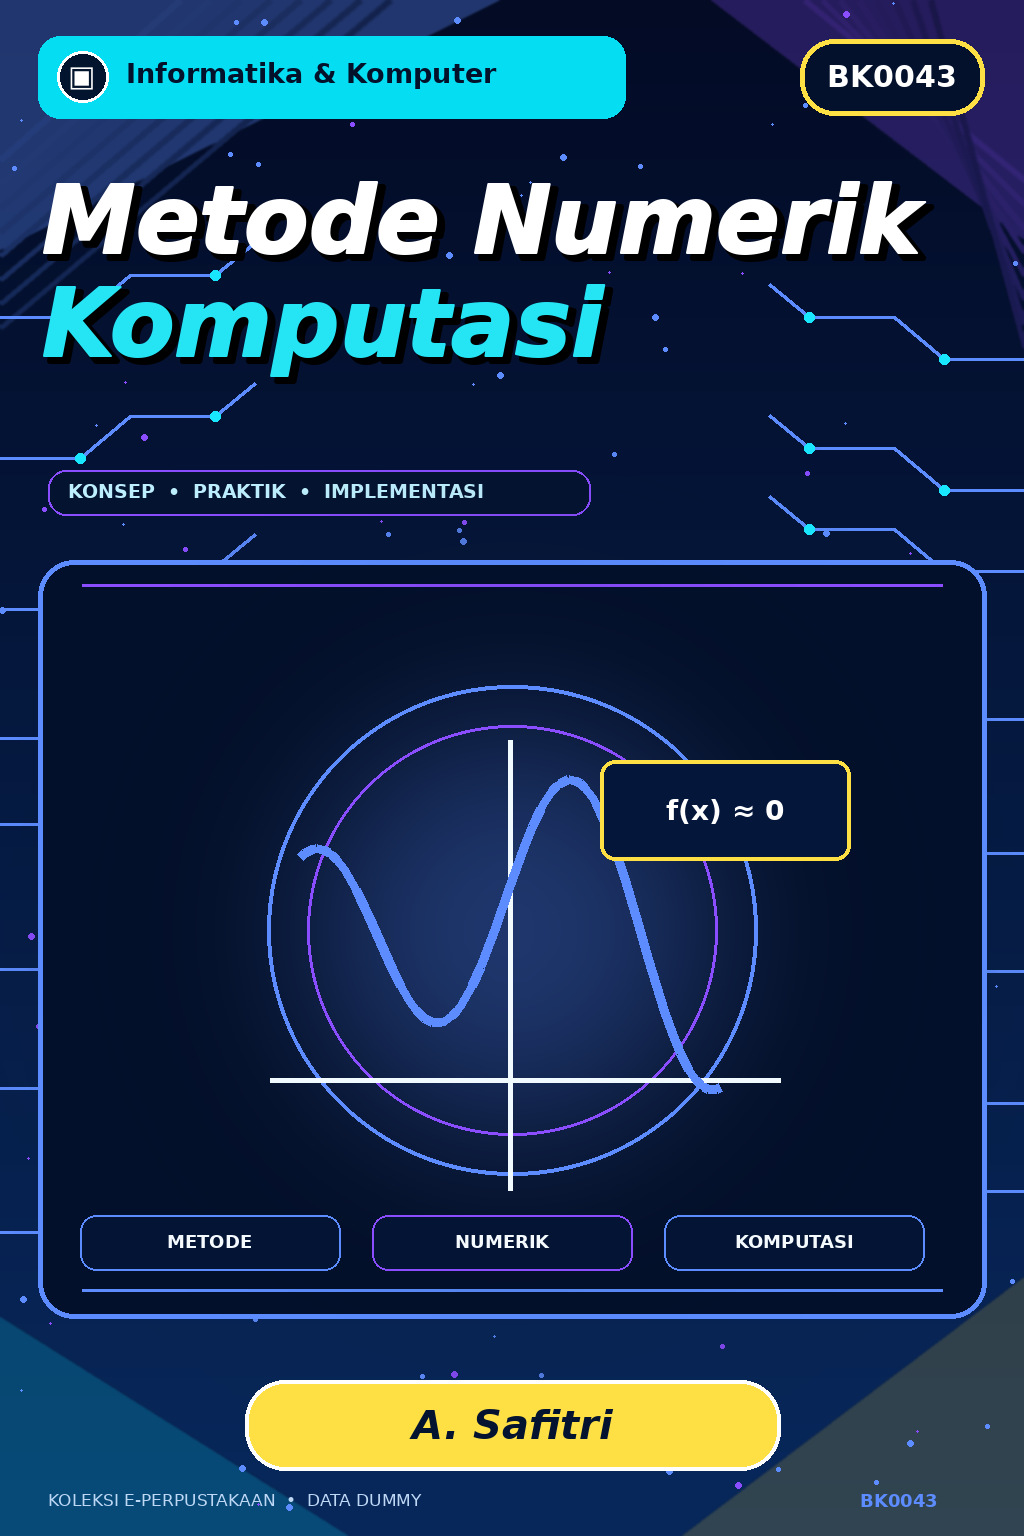 ▣ Informatika & Komputer
BK0043
Metode Numerik
Komputasi
KONSEP • PRAKTIK • IMPLEMENTASI
f(x) ≈ 0
METODE
NUMERIK
KOMPUTASI
A. Safitri
KOLEKSI E-PERPUSTAKAAN • DATA DUMMY
BK0043